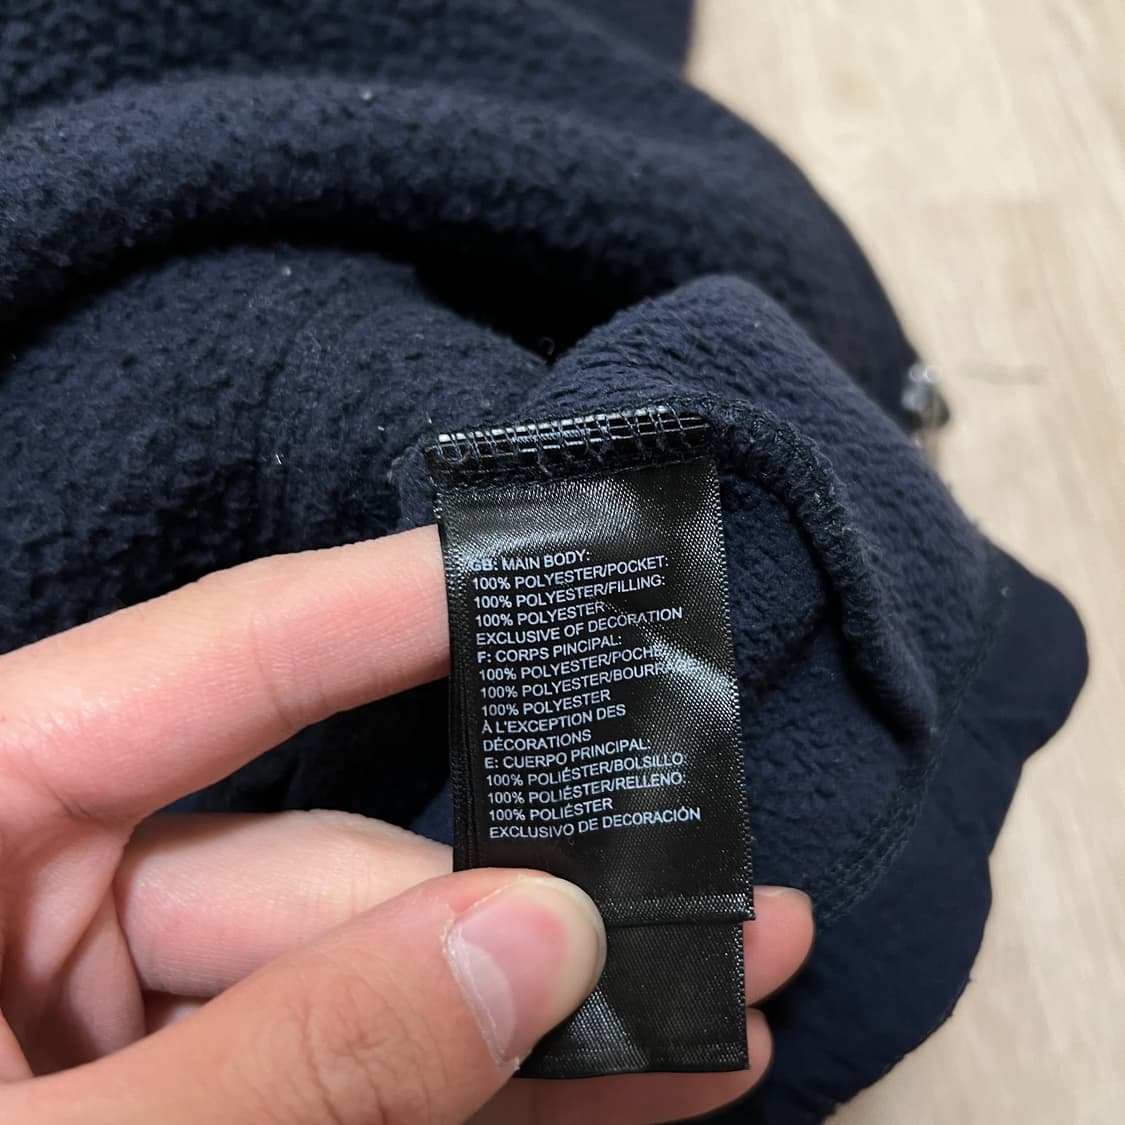 GB: MAIN BODY:
100% POLYESTER/POCKET:
100% POLYESTER/FILLING:
100% POLYESTER
EXCLUSIVE OF DECORATION
F: CORPS PINCIPAL:
100% POLYESTER/POCHE
100% POLYESTER/BOURRAGE
100% POLYESTER
À L'EXCEPTION DES
DÉCORATIONS
E: CUERPO PRINCIPAL:
100% POLIÉSTER/BOLSILLO:
100% POLIÉSTER/RELLENO:
100% POLIÉSTER
EXCLUSIVO DE DECORACIÓN